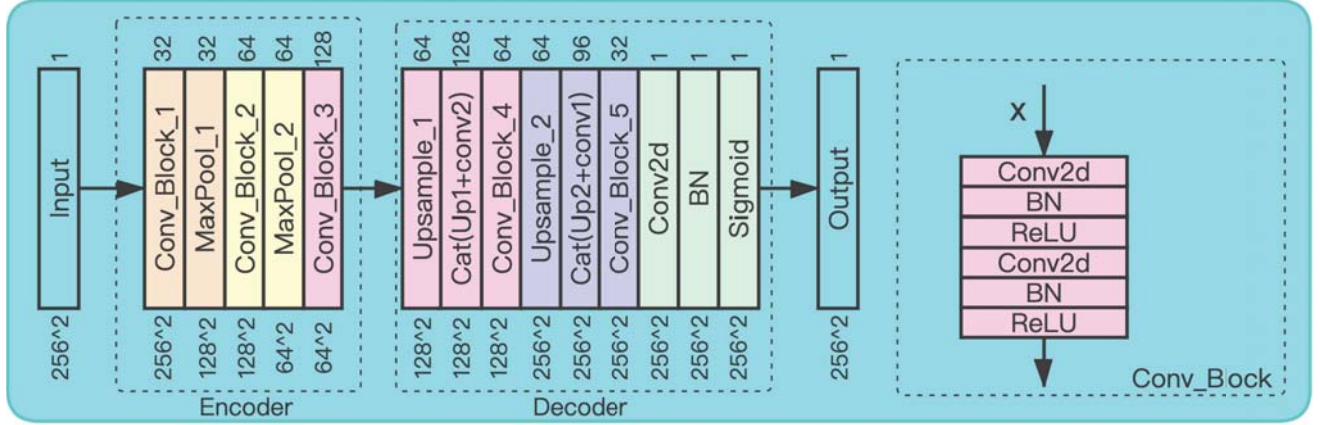 1
Input
256^2
32
Conv_Block_1
256^2
32
MaxPool_1
128^2
64
Conv_Block_2
128^2
64
MaxPool_2
64^2
128
Conv_Block_3
64^2
Encoder
64
Upsample_1
128^2
128
Cat(Up1+conv2)
128^2
64
Conv_Block_4
128^2
64
Upsample_2
256^2
96
Cat(Up2+conv1)
256^2
32
Conv_Block_5
256^2
1
Conv2d
256^2
1
BN
256^2
1
Sigmoid
256^2
Decoder
1
Output
256^2
X
Conv2d
BN
ReLU
Conv2d
BN
ReLU
Conv_Block